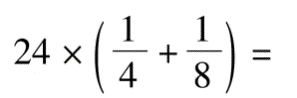 24 × ( 1/4 + 1/8 ) =